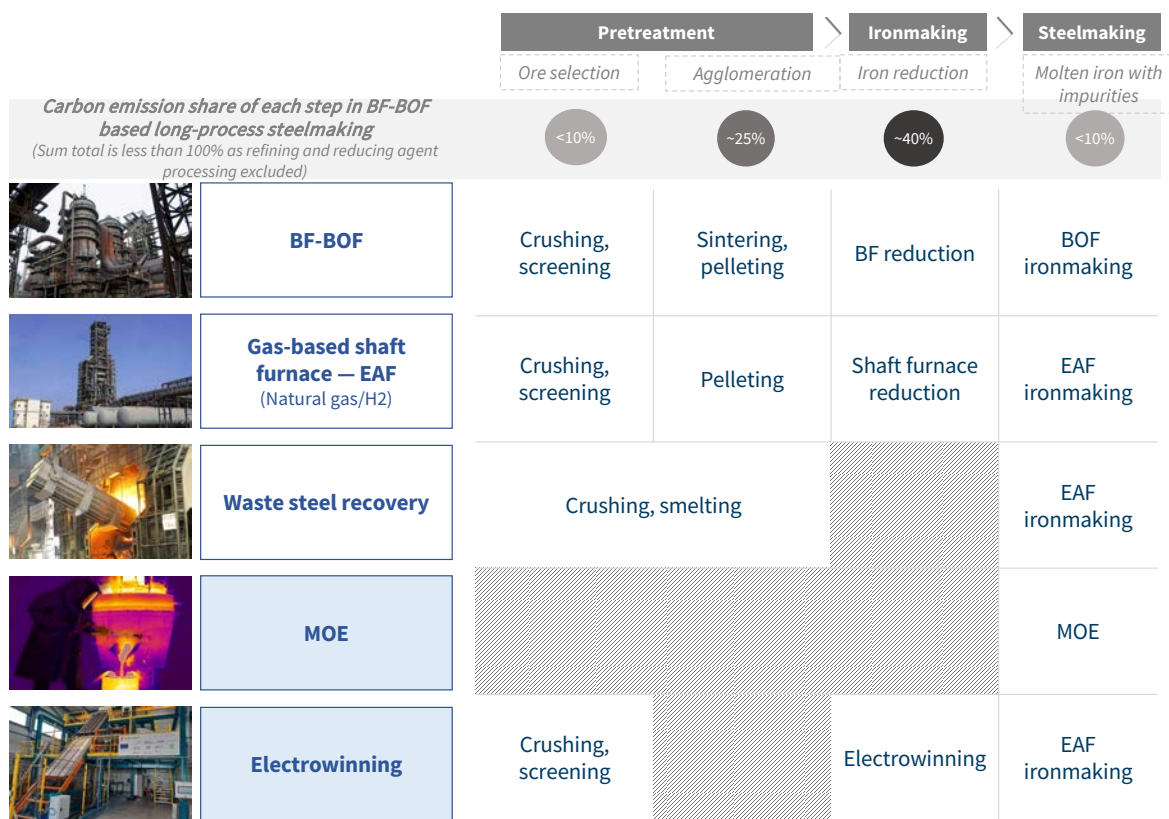 Pretreatment
Ironmaking
Steelmaking
Ore selection
Agglomeration
Iron reduction
Molten iron with
impurities
Carbon emission share of each step in BF-BOF
based long-process steelmaking
(Sum total is less than 100% as refining and reducing agent
processing excluded)
<10%
~25%
~40%
<10%
BF-BOF
Crushing,
screening
Sintering,
pelleting
BF reduction
BOF
ironmaking
Gas-based shaft
furnace — EAF
(Natural gas/H2)
Crushing,
screening
Pelleting
Shaft furnace
reduction
EAF
ironmaking
Waste steel recovery
Crushing, smelting
EAF
ironmaking
MOE
MOE
Electrowinning
Crushing,
screening
Electrowinning
EAF
ironmaking